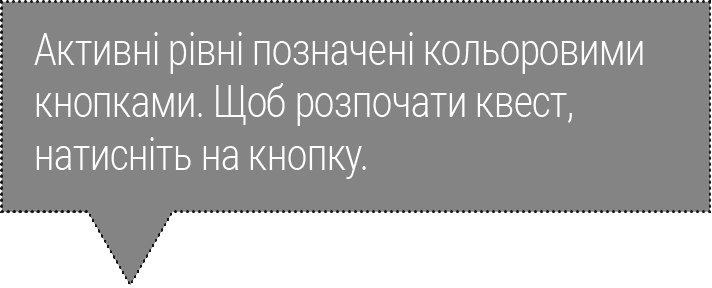 Активні рівні позначені кольоровими
кнопками. Щоб розпочати квест,
натисніть на кнопку.